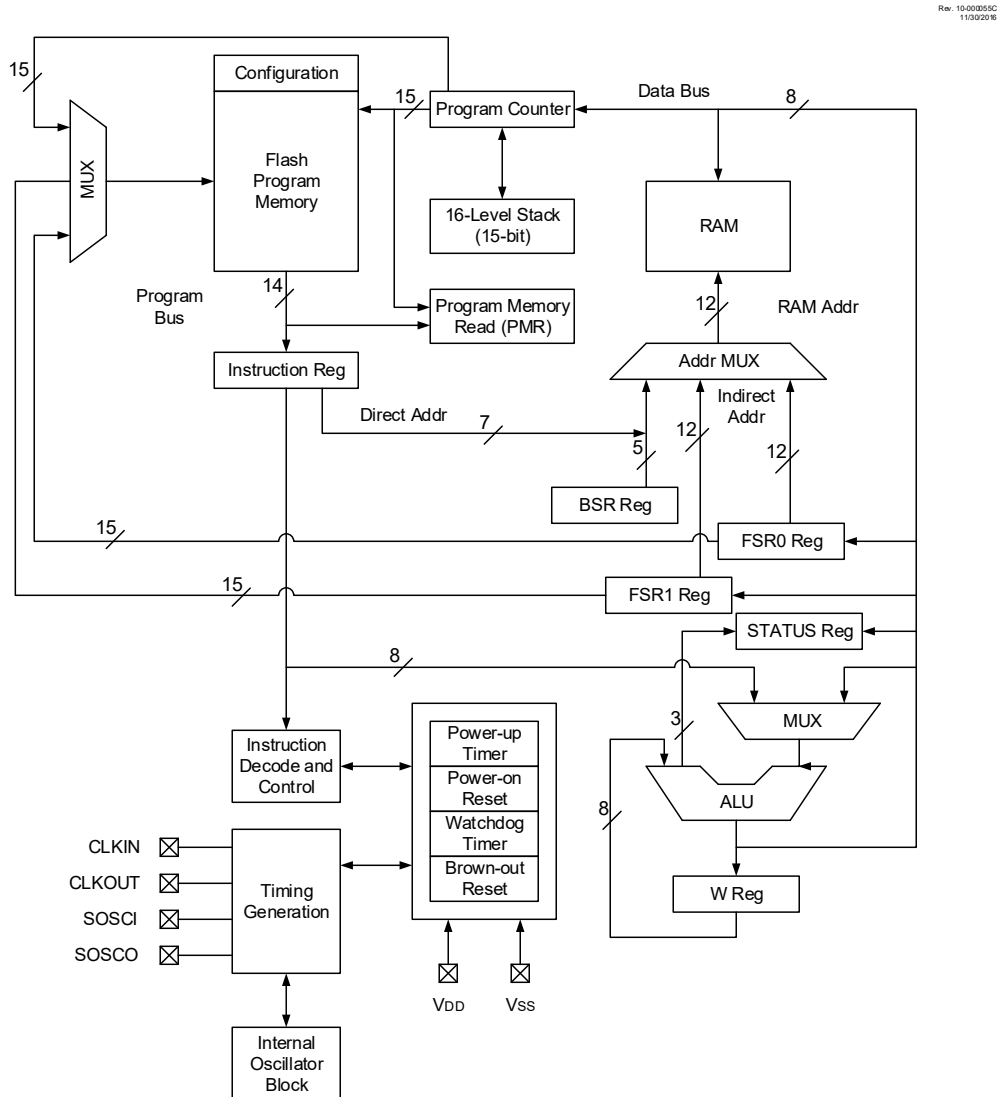 Rev. 10-000055C
11/30/2016
15
Configuration
15
Program Counter
Data Bus
8
MUX
Flash
Program
Memory
16-Level Stack
(15-bit)
RAM
Program
Bus
14
Program Memory
Read (PMR)
12
RAM Addr
Instruction Reg
Addr MUX
Direct Addr
7
Indirect
Addr
5
12
12
BSR Reg
15
FSR0 Reg
15
FSR1 Reg
STATUS Reg
8
3
MUX
Instruction
Decode and
Control
Power-up
Timer
Power-on
Reset
Watchdog
Timer
Brown-out
Reset
8
ALU
W Reg
CLKIN
CLKOUT
SOSCI
SOSCO
Timing
Generation
VDD
VSS
Internal
Oscillator
Block